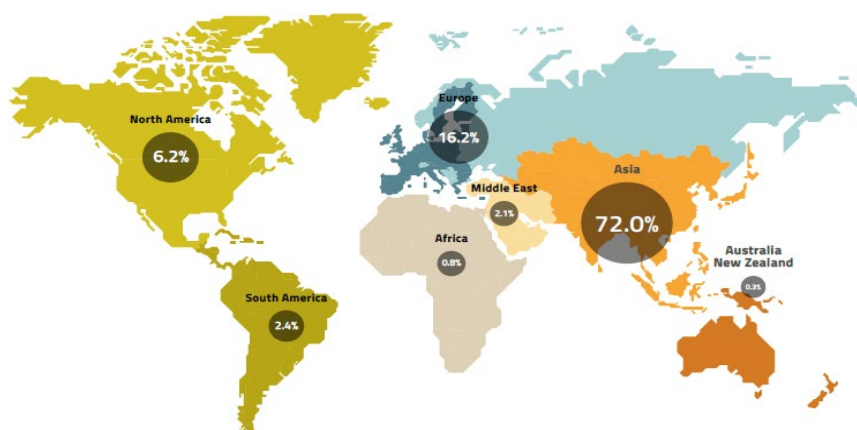 North America
6.2%
Europe
16.2%
Asia
72.0%
Middle East
2.1%
Africa
0.8%
Australia
New Zealand
0.3%
South America
2.4%